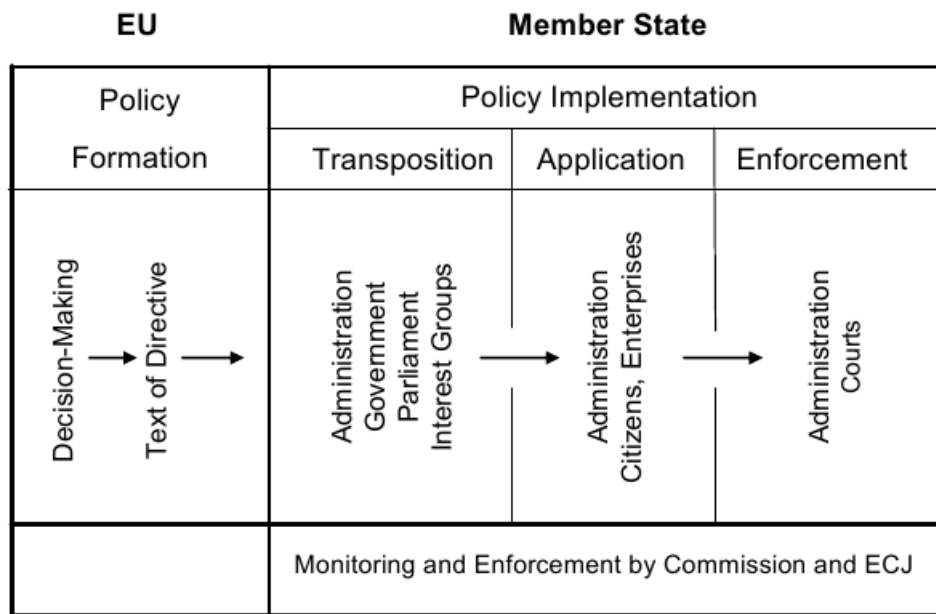 EU
Member State
Policy
Formation
Policy Implementation
Transposition
Application
Enforcement
Decision-Making
Text of Directive
Administration
Government
Parliament
Interest Groups
Administration
Citizens, Enterprises
Administration
Courts
Monitoring and Enforcement by Commission and ECJ